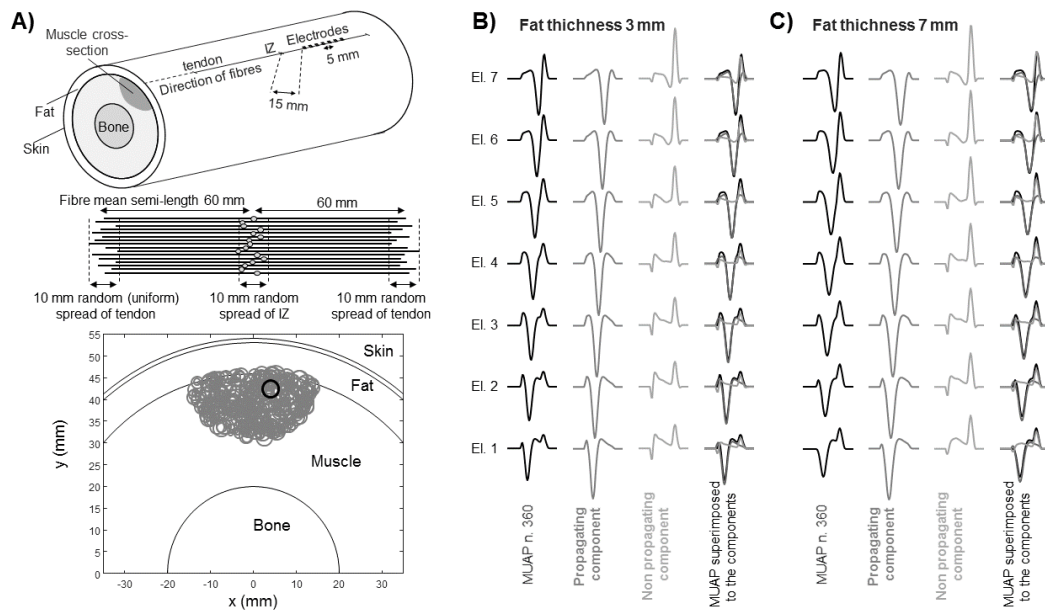 A)
Muscle cross-
section
tendon
Direction of fibres
IZ
Electrodes
5 mm
15 mm
Fat
Skin
Bone
Fibre mean semi-length 60 mm
60 mm
10 mm random (uniform)
spread of tendon
10 mm random
spread of IZ
10 mm random
spread of tendon
55
50
45
40
35
30
25
20
15
10
5
0
y (mm)
Skin
Fat
Muscle
Bone
-20
0
20
-30
-10
10
30
x (mm)
B)
Fat thichness 3 mm
El. 7
El. 6
El. 5
El. 4
El. 3
El. 2
El. 1
MUAP n. 360
Propagating
component
Non propagating
component
MUAP superimposed
to the components
C)
Fat thickness 7 mm
MUAP n. 360
Propagating
component
Non propagating
component
MUAP superimposed
to the components